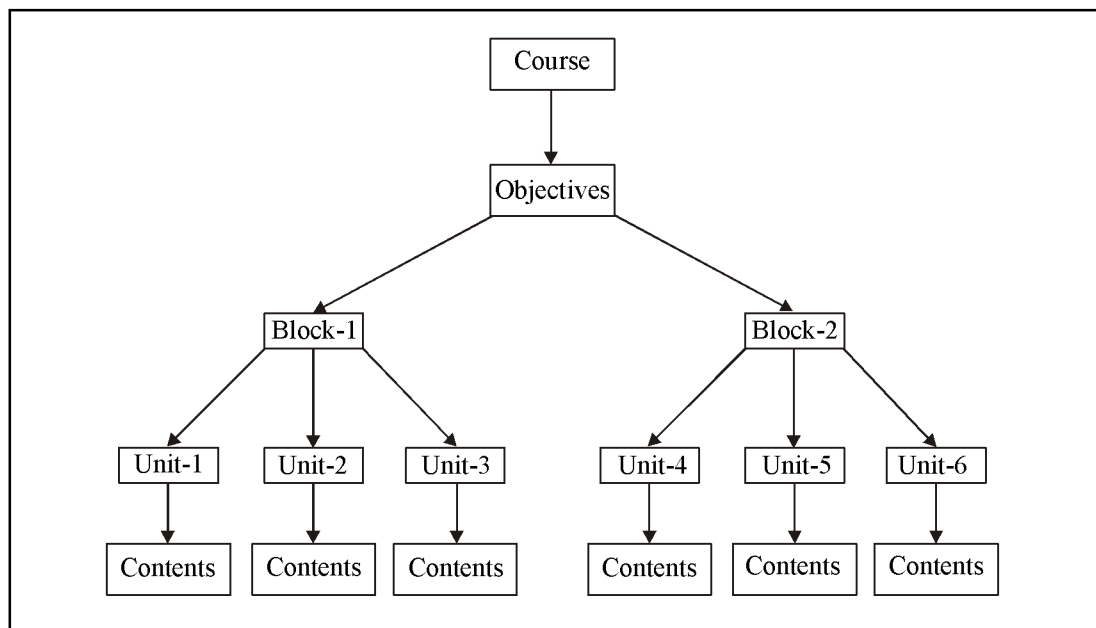 Course
Objectives
Block-1
Block-2
Unit-1
Unit-2
Unit-3
Unit-4
Unit-5
Unit-6
Contents
Contents
Contents
Contents
Contents
Contents